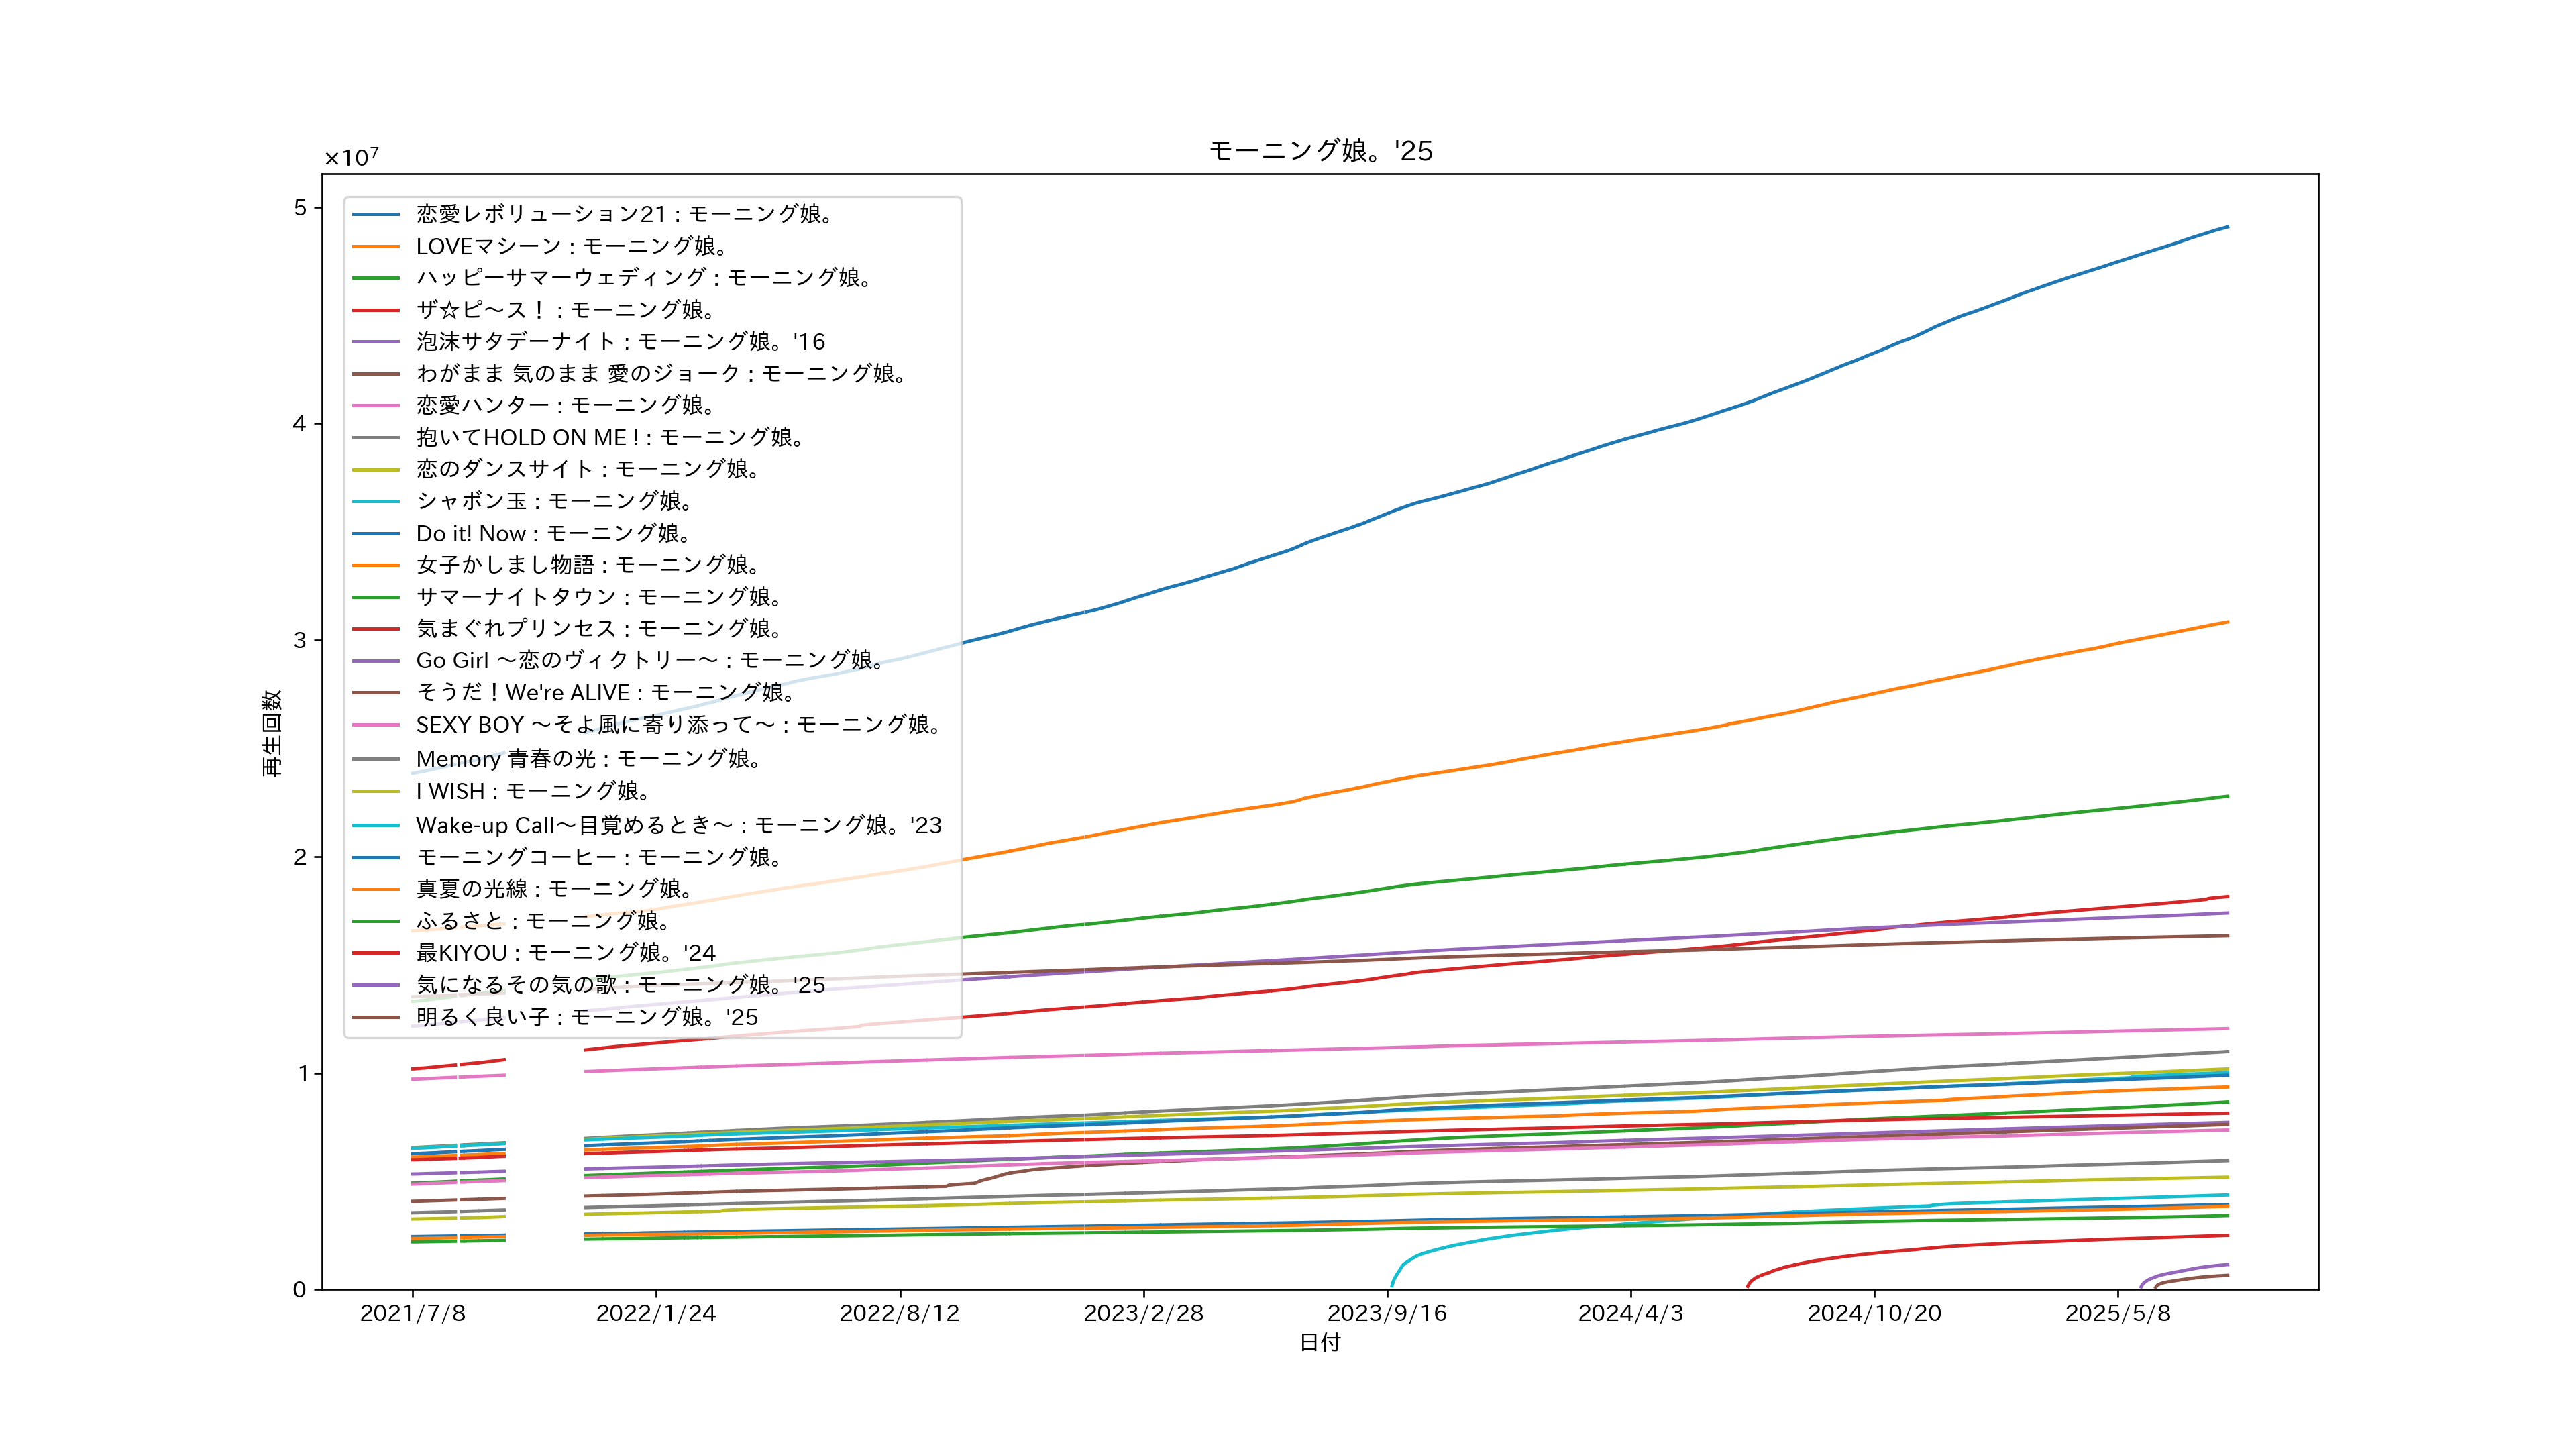 モーニング娘。'25
×10⁷
5
4
3
2
1
0
再生回数
恋愛レボリューション21 : モーニング娘。
LOVEマシーン : モーニング娘。
ハッピーサマーウェディング : モーニング娘。
ザ☆ピ〜ス！ : モーニング娘。
泡沫サタデーナイト : モーニング娘。'16
わがまま 気のまま 愛のジョーク : モーニング娘。
恋愛ハンター : モーニング娘。
抱いてHOLD ON ME ! : モーニング娘。
恋のダンスサイト : モーニング娘。
シャボン玉 : モーニング娘。
Do it! Now : モーニング娘。
女子かしまし物語 : モーニング娘。
サマーナイトタウン : モーニング娘。
気まぐれプリンセス : モーニング娘。
Go Girl 〜恋のヴィクトリー〜 : モーニング娘。
そうだ！We're ALIVE : モーニング娘。
SEXY BOY 〜そよ風に寄り添って〜 : モーニング娘。
Memory 青春の光 : モーニング娘。
I WISH : モーニング娘。
Wake-up Call〜目覚めるとき〜 : モーニング娘。'23
モーニングコーヒー : モーニング娘。
真夏の光線 : モーニング娘。
ふるさと : モーニング娘。
最KIYOU : モーニング娘。'24
気になるその気の歌 : モーニング娘。'25
明るく良い子 : モーニング娘。'25
2021/7/8 2022/1/24 2022/8/12 2023/2/28 2023/9/16 2024/4/3 2024/10/20 2025/5/8
日付